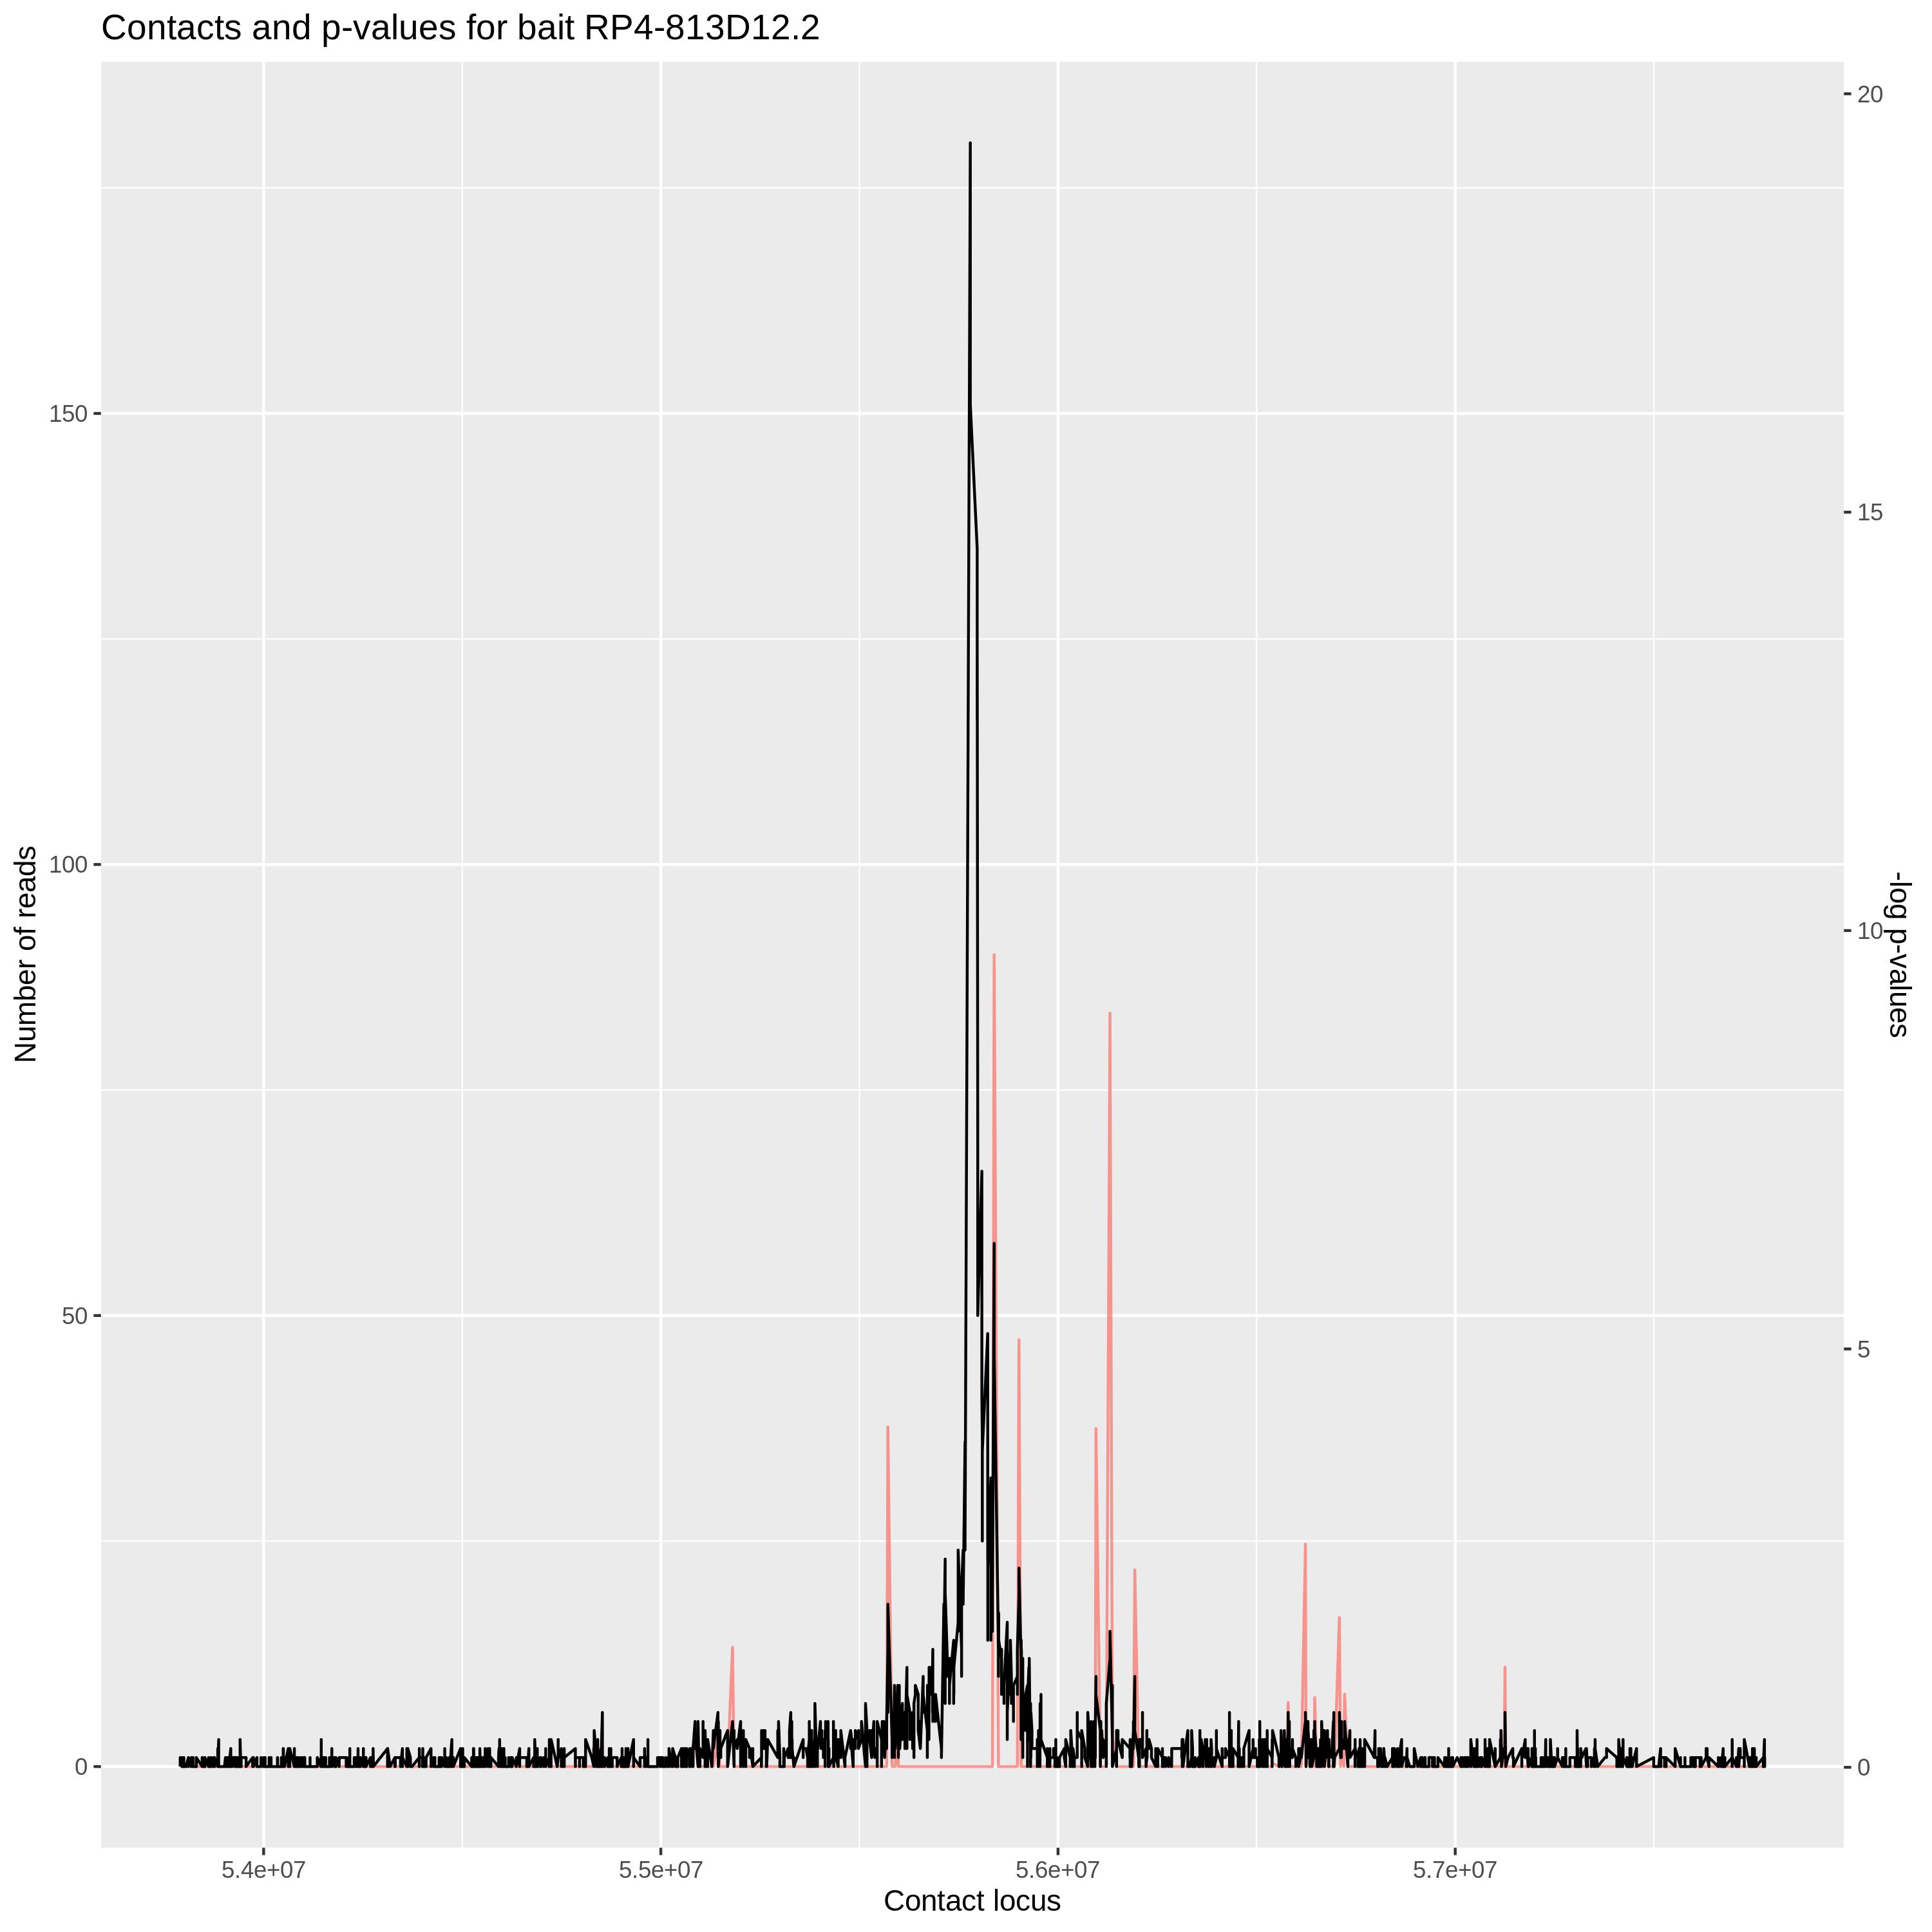 Contacts and p-values for bait RP4-813D12.2
Number of reads
150
100
50
0
20
15
10
5
0
-log p-values
5.4e+07
5.5e+07
5.6e+07
5.7e+07
Contact locus